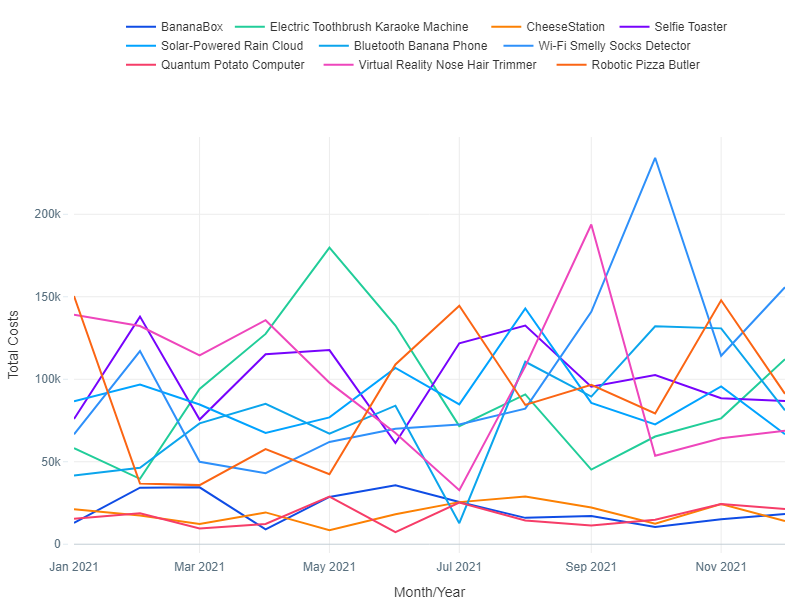 BananaBox Electric Toothbrush Karaoke Machine CheeseStation Selfie Toaster
Solar-Powered Rain Cloud Bluetooth Banana Phone Wi-Fi Smelly Socks Detector
Quantum Potato Computer Virtual Reality Nose Hair Trimmer Robotic Pizza Butler
Total Costs
200k
150k
100k
50k
0
Jan 2021 Mar 2021 May 2021 Jul 2021 Sep 2021 Nov 2021
Month/Year